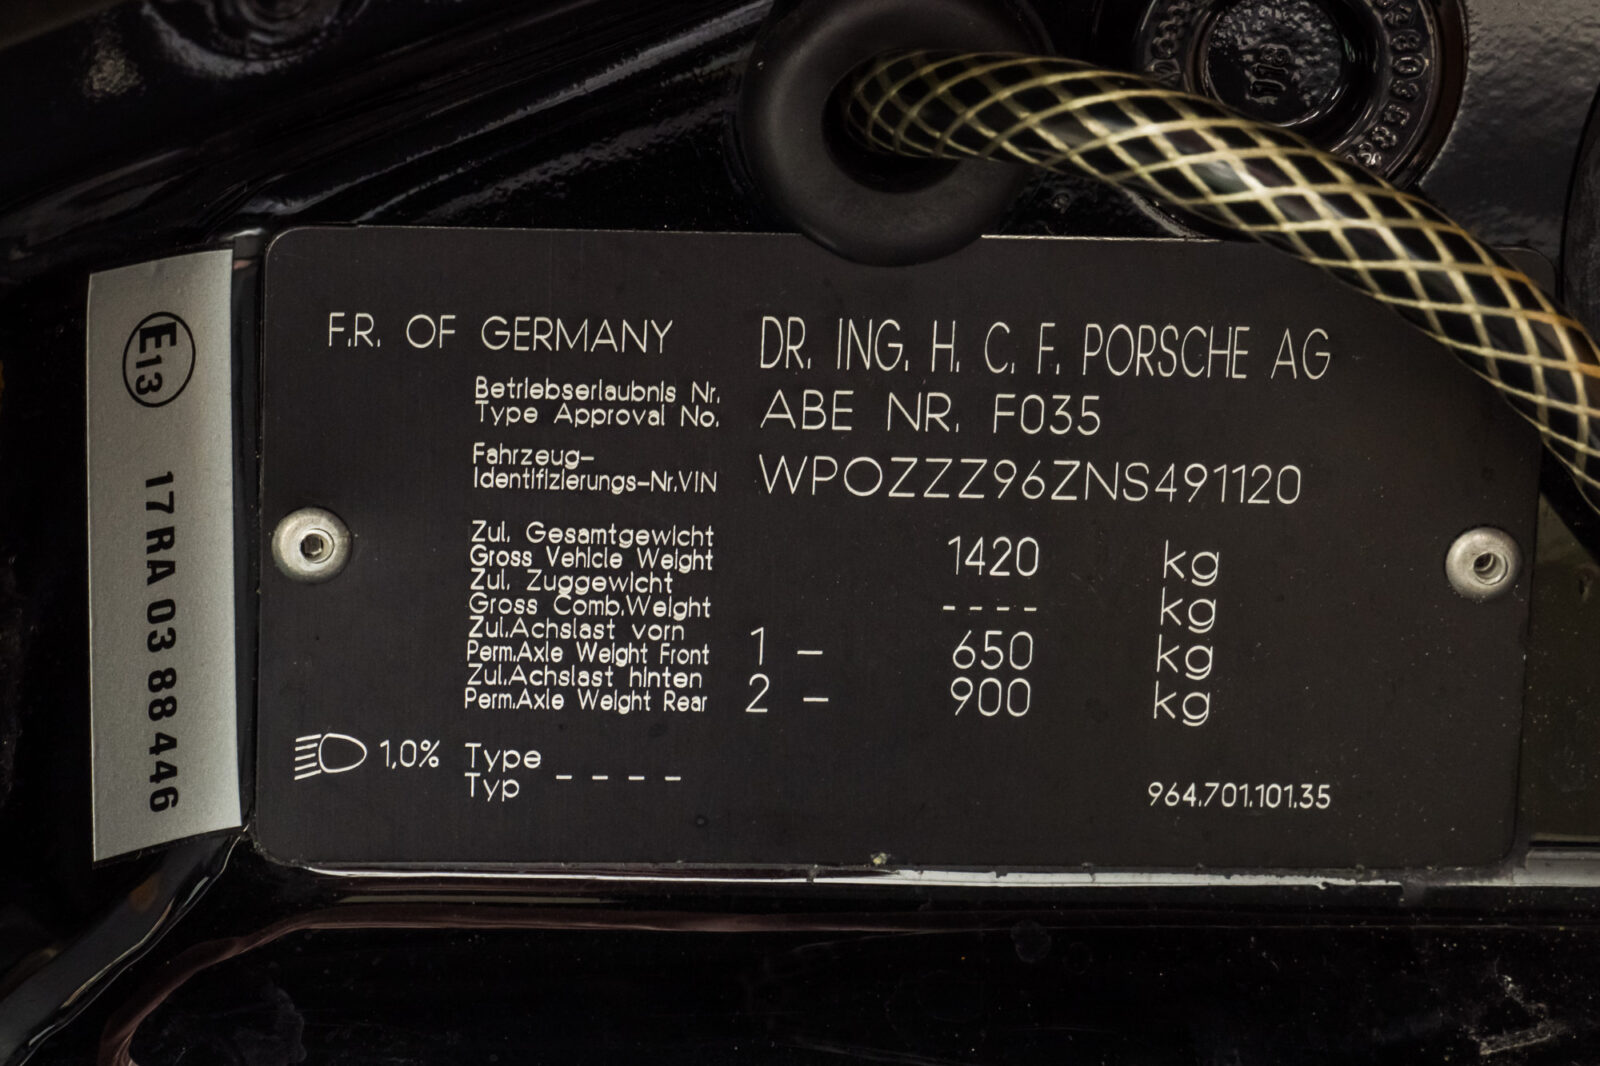 F.R. OF GERMANY DR. ING. H. C. F. PORSCHE AG
Betriebserlaubnis Nr.
Type Approval No. ABE NR. F035
Fahrzeug-
Identifizierungs-Nr.VIN WPOZZZ96ZNS491120
Zul. Gesamtgewicht
Gross Vehicle Weight 1420 kg
Zul. Zuggewicht
Gross Comb.Weight ---- kg
Zul.Achslast vorn
Perm.Axle Weight Front 1 – 650 kg
Zul.Achslast hinten
Perm.Axle Weight Rear 2 – 900 kg
1,0% Type
Typ ----
964.701.101.35
E13 17 RA 03 88 446